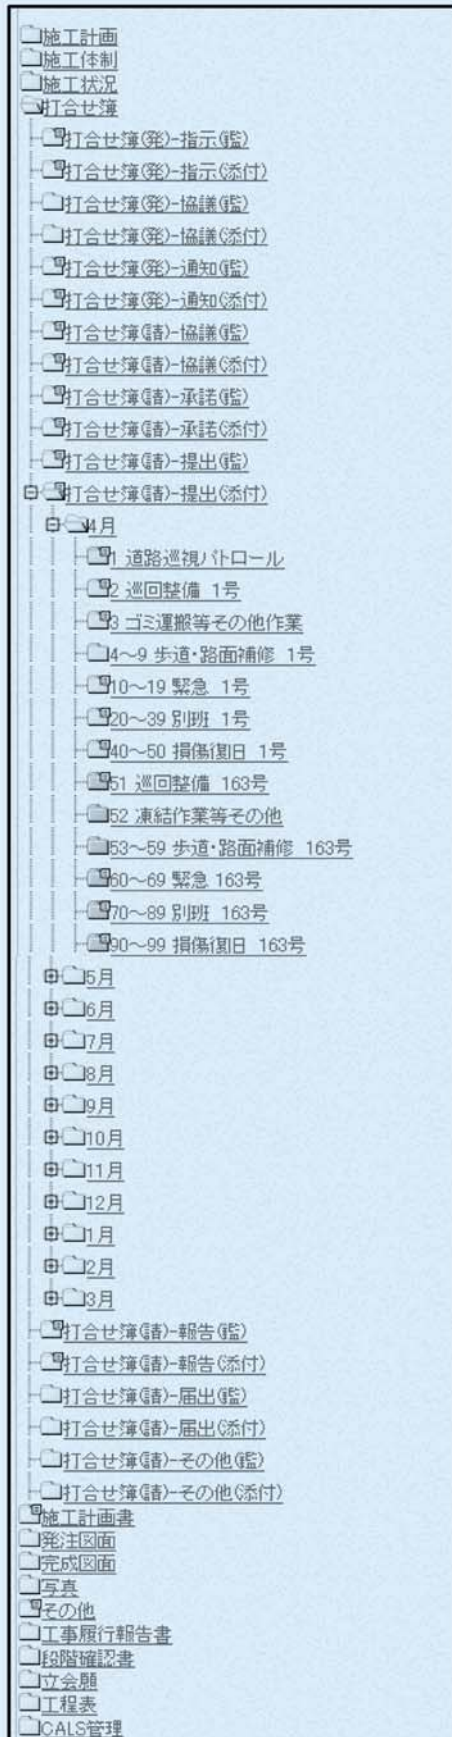 施工計画
施工体制
施工状況
打合せ簿
打合せ簿(発)-指示(鑑)
打合せ簿(発)-指示(添付)
打合せ簿(発)-協議(鑑)
打合せ簿(発)-協議(添付)
打合せ簿(発)-通知(鑑)
打合せ簿(発)-通知(添付)
打合せ簿(請)-協議(鑑)
打合せ簿(請)-協議(添付)
打合せ簿(請)-承諾(鑑)
打合せ簿(請)-承諾(添付)
打合せ簿(請)-提出(鑑)
打合せ簿(請)-提出(添付)
4月
1 道路巡視パトロール
2 巡回整備 1号
3 ゴミ運搬等その他作業
4～9 歩道・路面補修 1号
10～19 緊急 1号
20～39 別班 1号
40～50 損傷復旧 1号
51 巡回整備 163号
52 凍結作業等その他
53～59 歩道・路面補修 163号
60～69 緊急 163号
70～89 別班 163号
90～99 損傷復旧 163号
5月
6月
7月
8月
9月
10月
11月
12月
1月
2月
3月
打合せ簿(請)-報告(鑑)
打合せ簿(請)-報告(添付)
打合せ簿(請)-届出(鑑)
打合せ簿(請)-届出(添付)
打合せ簿(請)-その他(鑑)
打合せ簿(請)-その他(添付)
施工計画書
発注図面
完成図面
写真
その他
工事履行報告書
段階確認書
立会願
工程表
CALS管理